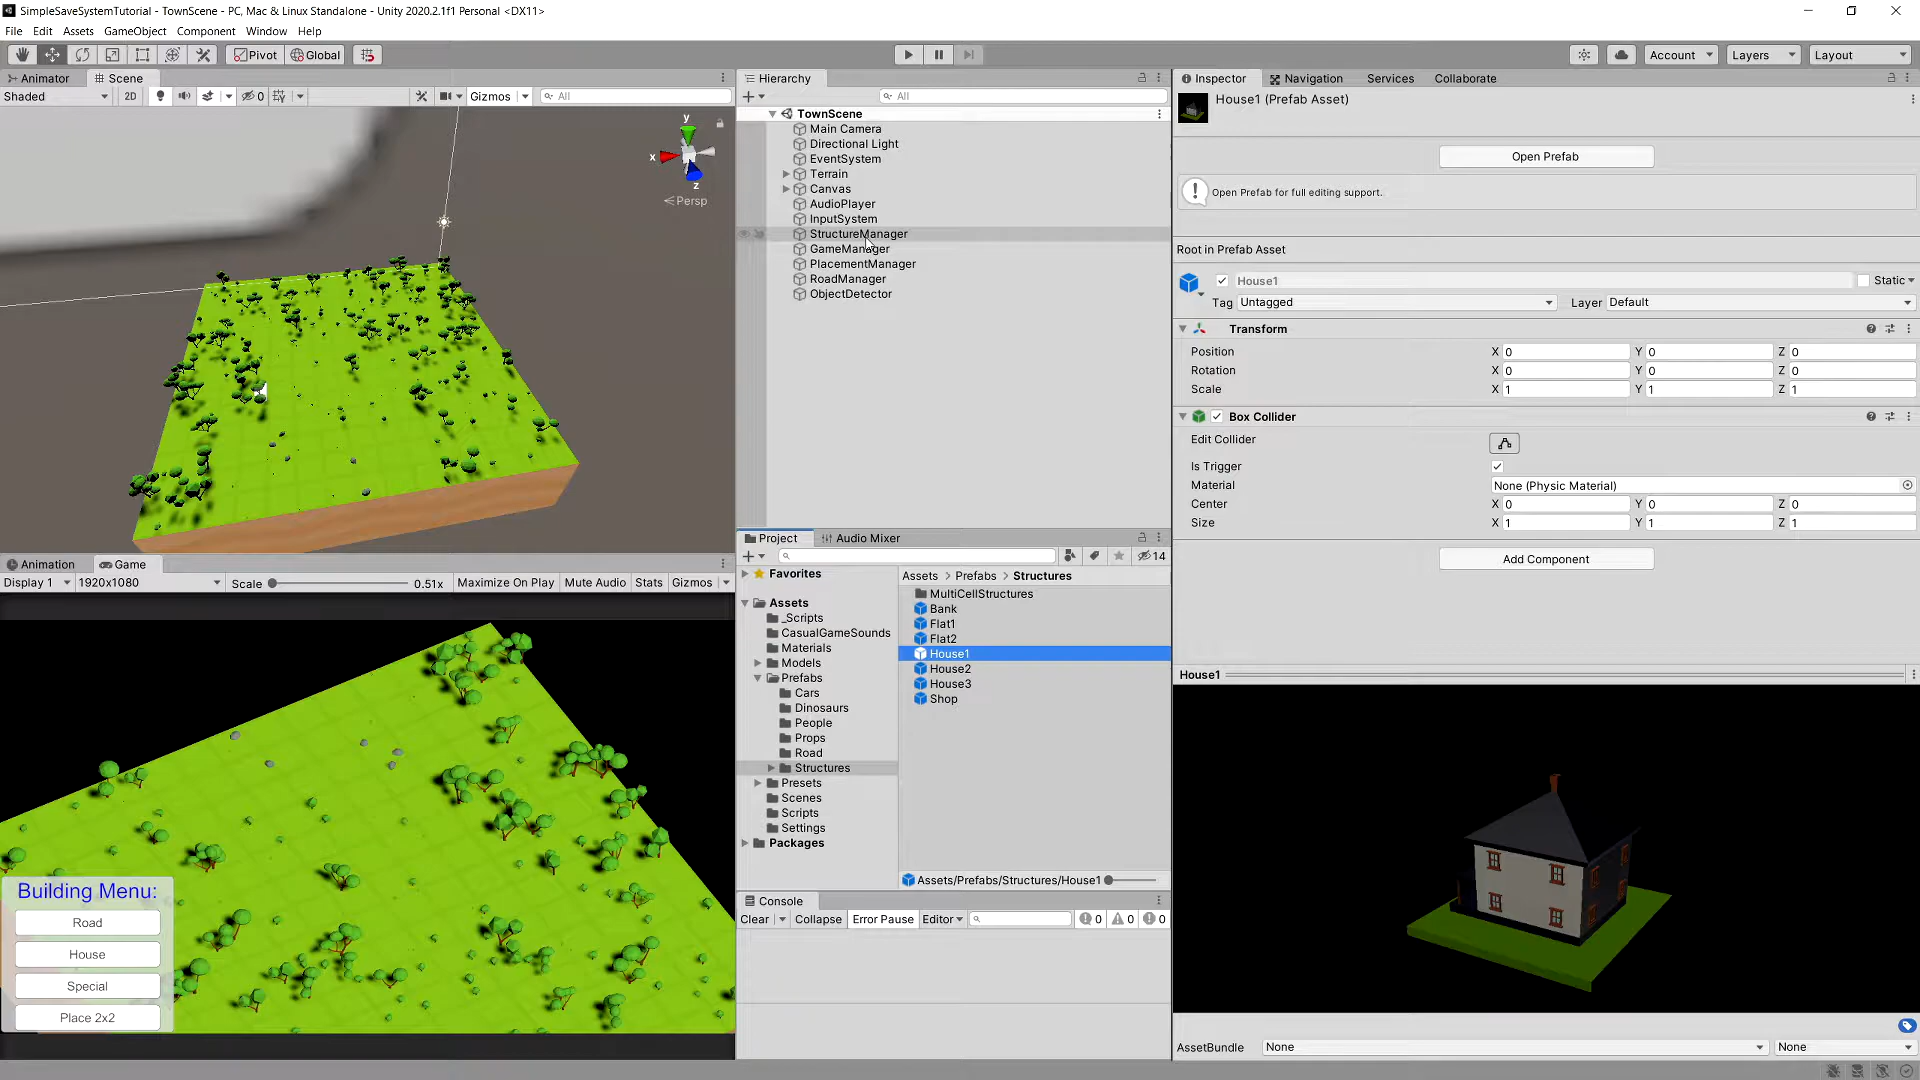 SimpleSaveSystemTutorial - TownScene - PC, Mac & Linux Standalone - Unity 2020.2.1f1 Personal <DX11>
File Edit Assets GameObject Component Window Help
Pivot Global Account Layers Layout
Animator Scene
Shaded 2D 0 Gizmos All
y
x
z
Persp
Animation Game
Display 1 1920x1080 Scale 0.51x Maximize On Play Mute Audio Stats Gizmos
Building Menu:
Road
House
Special
Place 2x2
Hierarchy
All
TownScene
Main Camera
Directional Light
EventSystem
Terrain
Canvas
AudioPlayer
InputSystem
StructureManager
GameManager
PlacementManager
RoadManager
ObjectDetector
Project Audio Mixer
14
Favorites
Assets
_Scripts
CasualGameSounds
Materials
Models
Prefabs
Cars
Dinosaurs
People
Props
Road
Structures
Presets
Scenes
Scripts
Settings
Packages
Assets > Prefabs > Structures
MultiCellStructures
Bank
Flat1
Flat2
House1
House2
House3
Shop
Assets/Prefabs/Structures/House1
Console
Clear Collapse Error Pause Editor 0 0 0
Inspector Navigation Services Collaborate
House1 (Prefab Asset)
Open Prefab
Open Prefab for full editing support.
Root in Prefab Asset
House1 Static
Tag Untagged Layer Default
Transform
Position X 0 Y 0 Z 0
Rotation X 0 Y 0 Z 0
Scale X 1 Y 1 Z 1
Box Collider
Edit Collider
Is Trigger
Material None (Physic Material)
Center X 0 Y 0 Z 0
Size X 1 Y 1 Z 1
Add Component
House1
AssetBundle None None